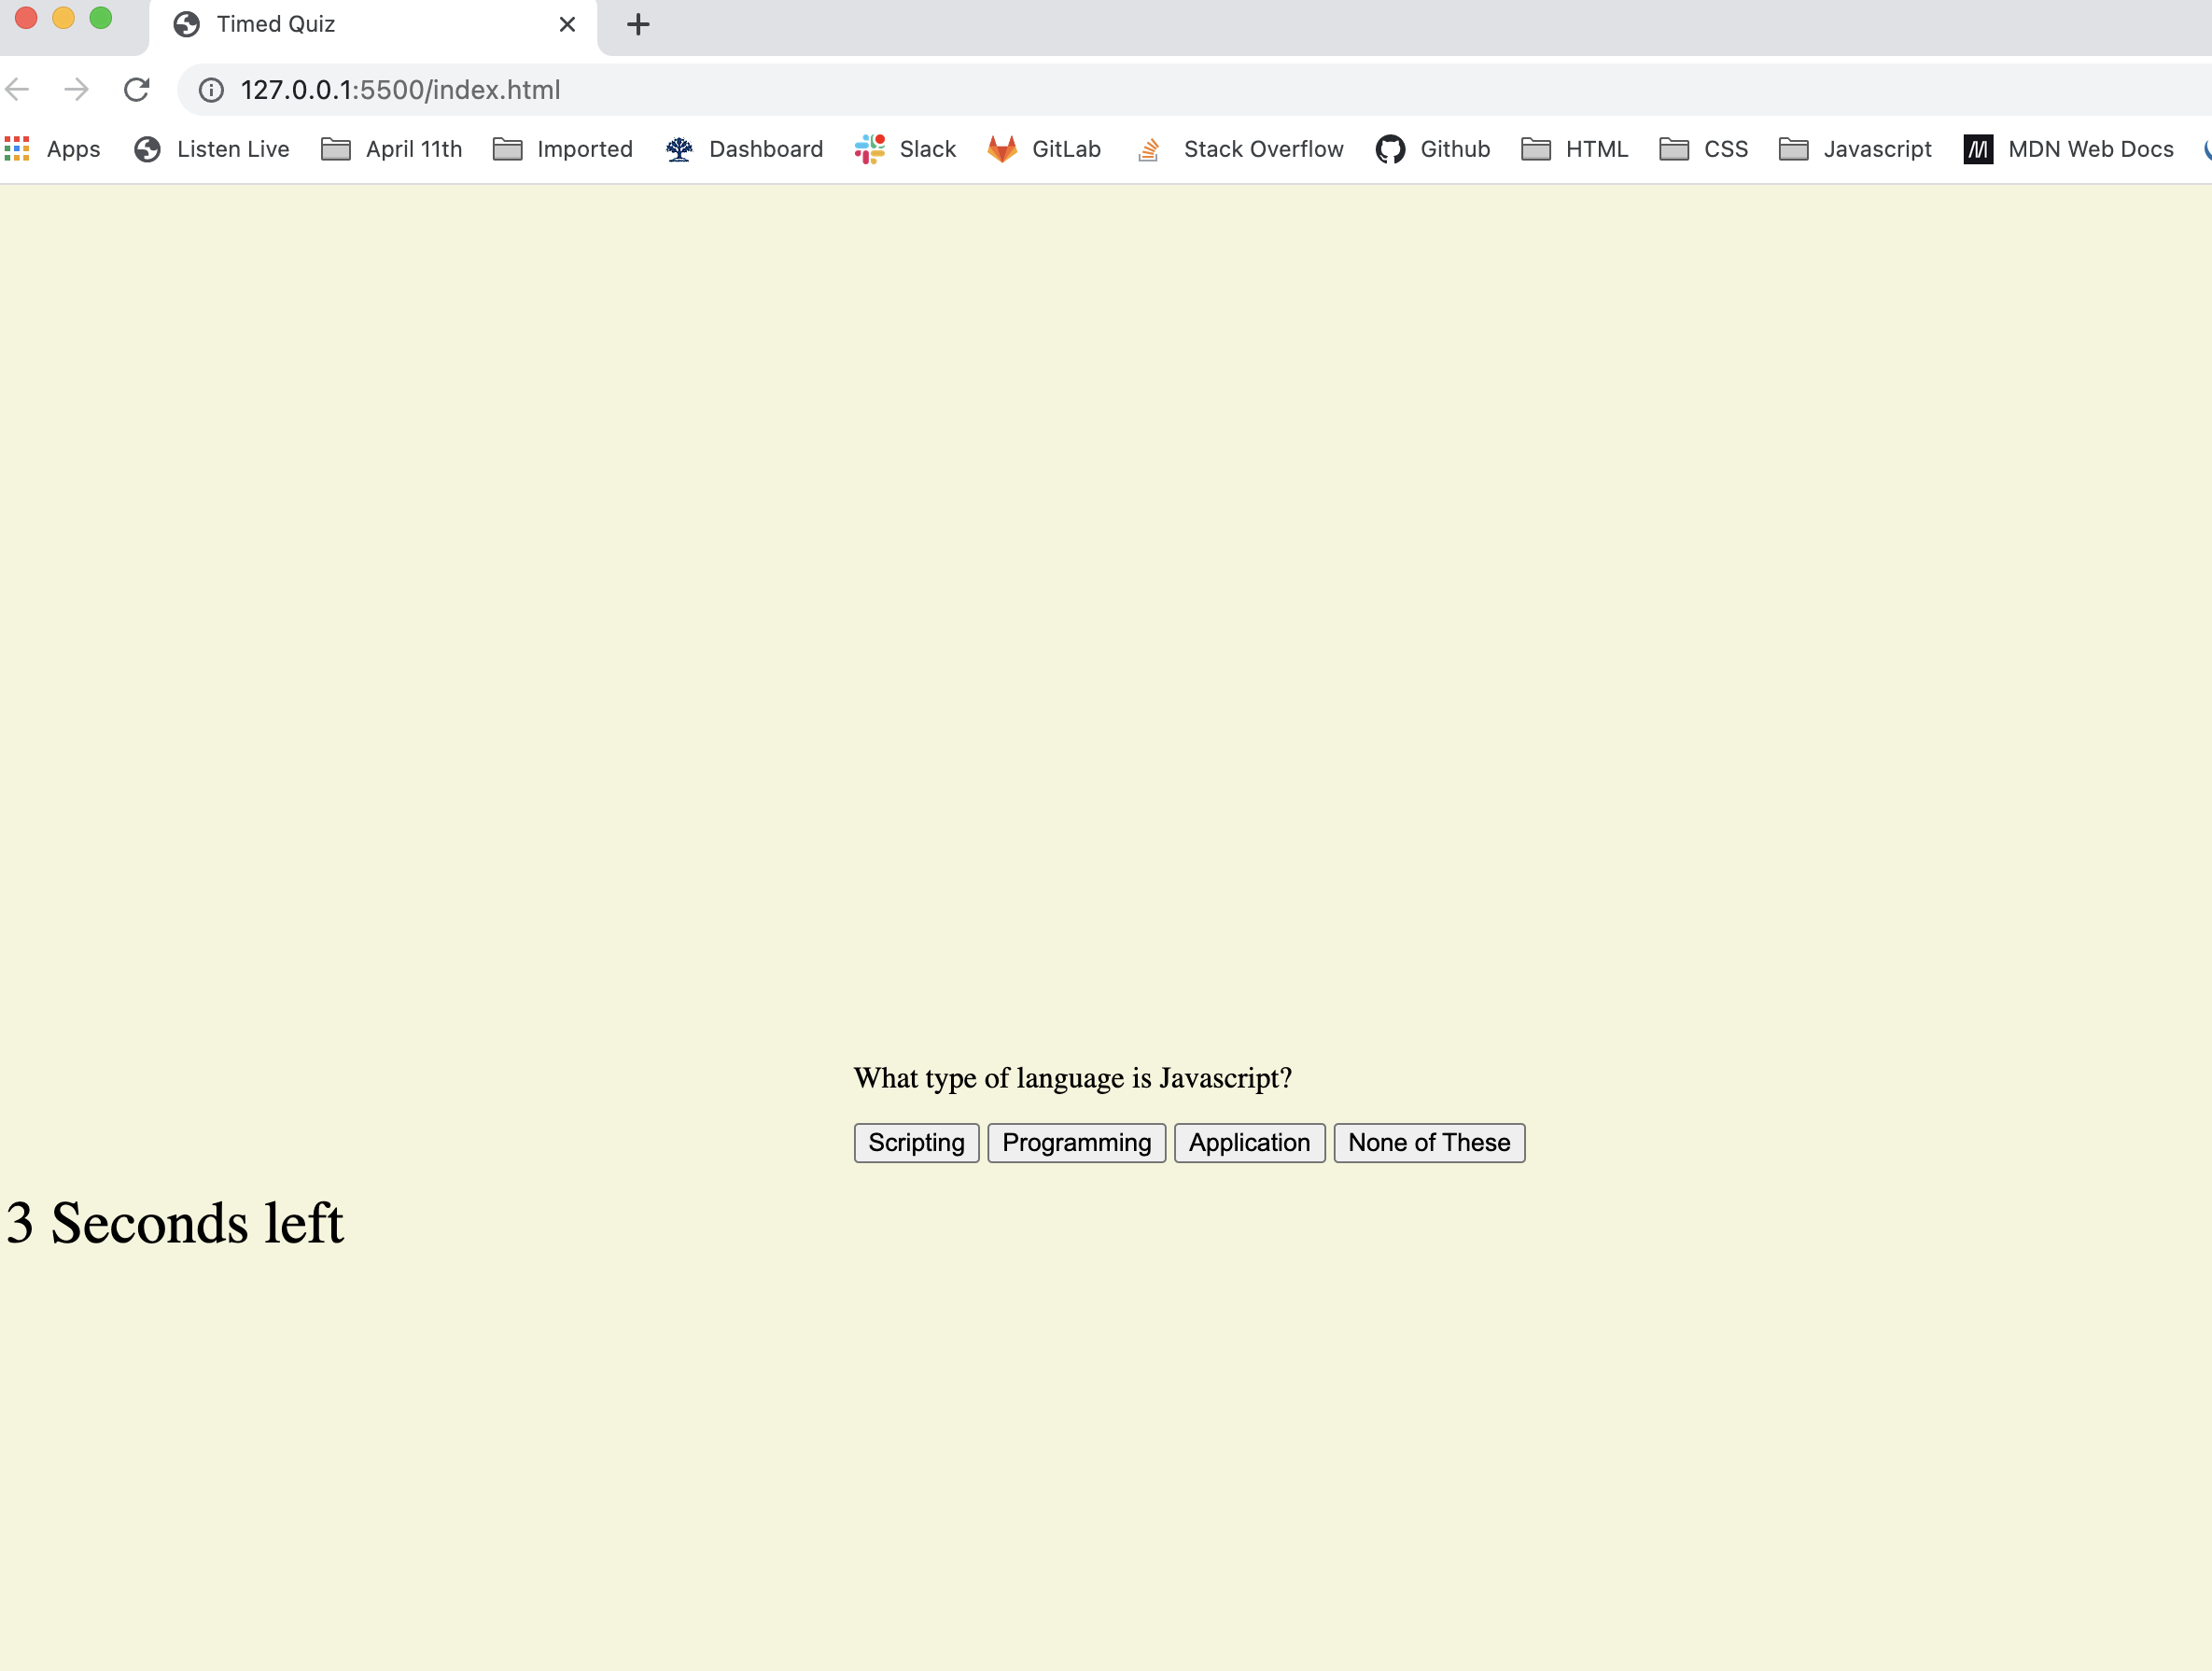 Timed Quiz
127.0.0.1:5500/index.html
Apps Listen Live April 11th Imported Dashboard Slack GitLab Stack Overflow Github HTML CSS Javascript MDN Web Docs
What type of language is Javascript?
Scripting Programming Application None of These
3 Seconds left